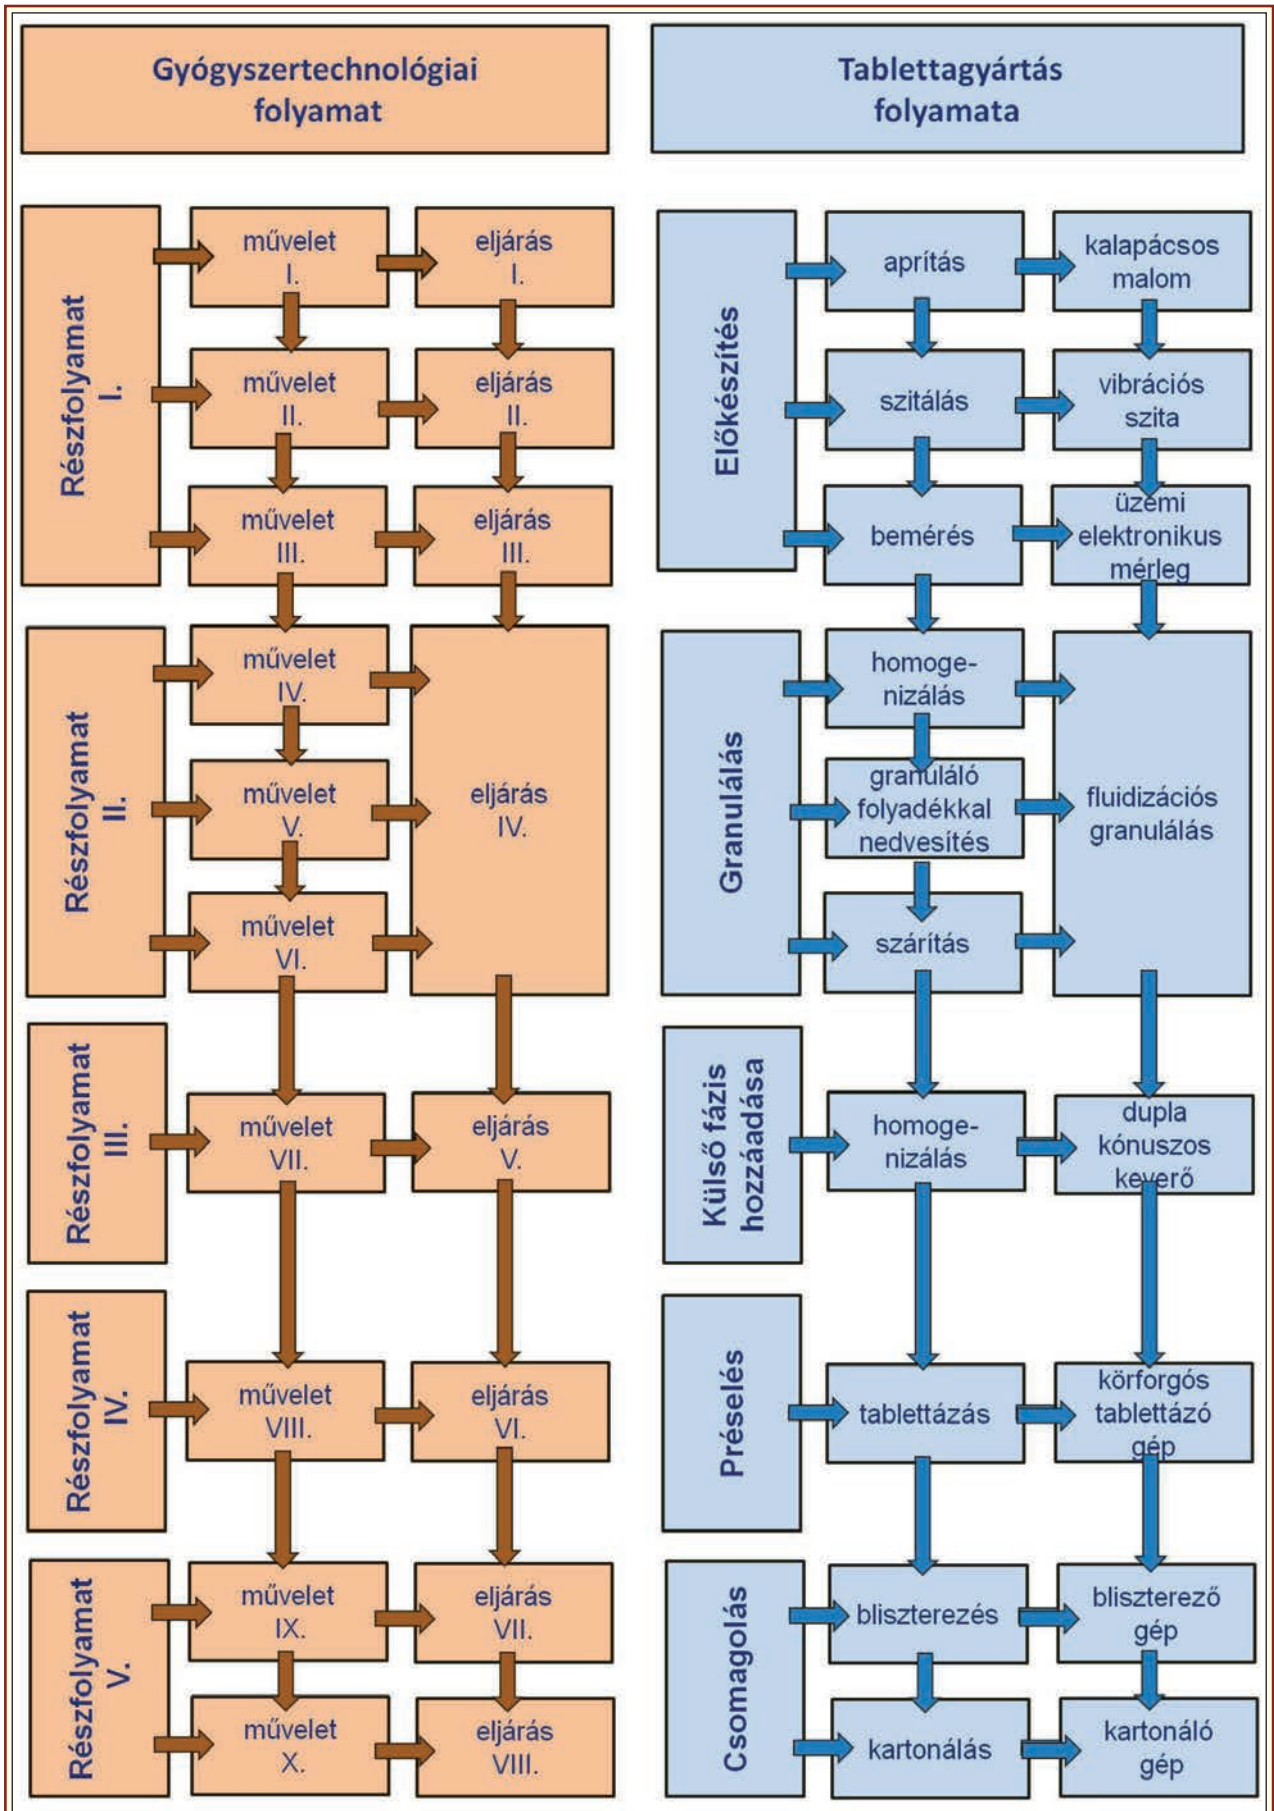 Gyógyszertechnológiai
folyamat
Részfolyamat
I.
művelet
I.
eljárás
I.
művelet
II.
eljárás
II.
művelet
III.
eljárás
III.
Részfolyamat
II.
művelet
IV.
művelet
V.
művelet
VI.
eljárás
IV.
Részfolyamat
III.
művelet
VII.
eljárás
V.
Részfolyamat
IV.
művelet
VIII.
eljárás
VI.
Részfolyamat
V.
művelet
IX.
eljárás
VII.
művelet
X.
eljárás
VIII.
Tablettagyártás
folyamata
Előkészítés
aprítás
kalapácsos
malom
szitálás
vibrációs
szita
bemérés
üzemi
elektronikus
mérleg
Granulálás
homoge-
nizálás
granuláló
folyadékkal
nedvesítés
szárítás
fluidizációs
granulálás
Külső fázis
hozzáadása
homoge-
nizálás
dupla
kónuszos
keverő
Préselés
tablettázás
körforgós
tablettázó
gép
Csomagolás
bliszterezés
bliszterező
gép
kartonálás
kartonáló
gép